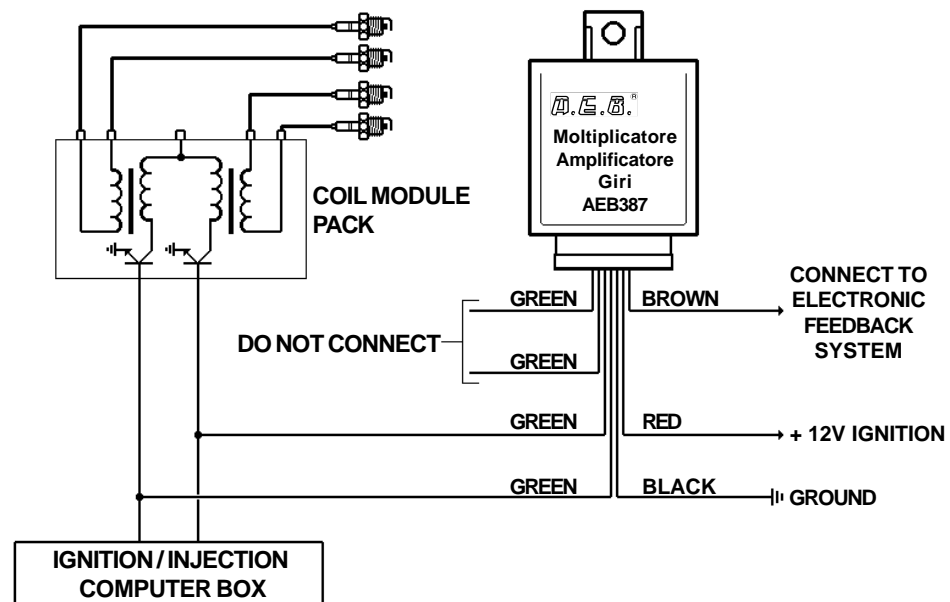 A.E.B.®
Moltiplicatore
Amplificatore
Giri
AEB387
COIL MODULE
PACK
GREEN
BROWN
CONNECT TO
ELECTRONIC
FEEDBACK
SYSTEM
DO NOT CONNECT
GREEN
GREEN
RED
+ 12V IGNITION
GREEN
BLACK
GROUND
IGNITION / INJECTION
COMPUTER BOX